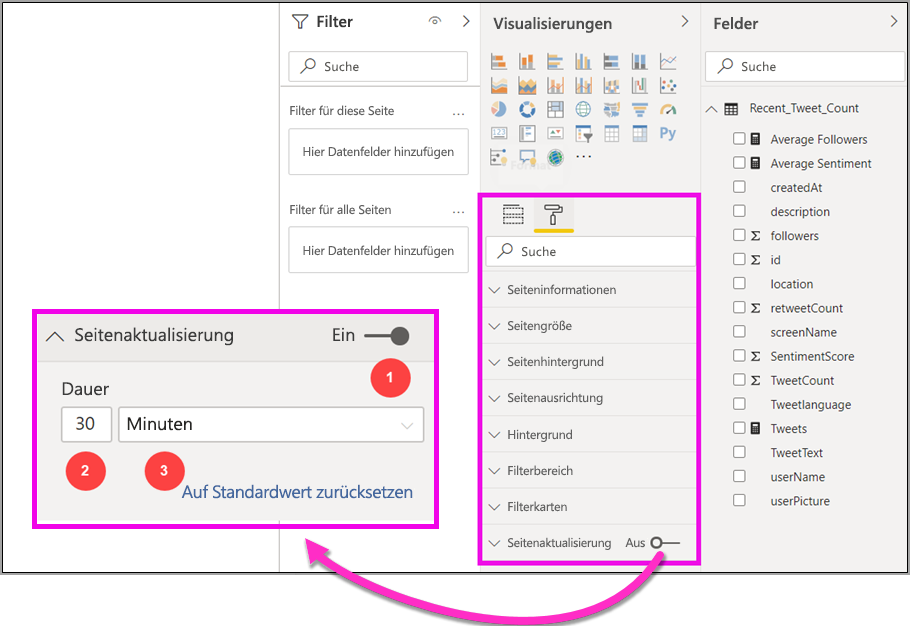 Filter
Suche
Filter für diese Seite ...
Hier Datenfelder hinzufügen
Filter für alle Seiten ...
Hier Datenfelder hinzufügen
Seitenaktualisierung Ein
1
Dauer
30 Minuten
2 3
Auf Standardwert zurücksetzen
Visualisierungen
123
Py
...
Format
Suche
Seiteninformationen
Seitengröße
Seitenhintergrund
Seitenausrichtung
Hintergrund
Filterbereich
Filterkarten
Seitenaktualisierung Aus
Felder
Suche
Recent_Tweet_Count
Average Followers
Average Sentiment
createdAt
description
Σ followers
Σ id
location
Σ retweetCount
screenName
Σ SentimentScore
Σ TweetCount
Tweetlanguage
Tweets
TweetText
userName
userPicture